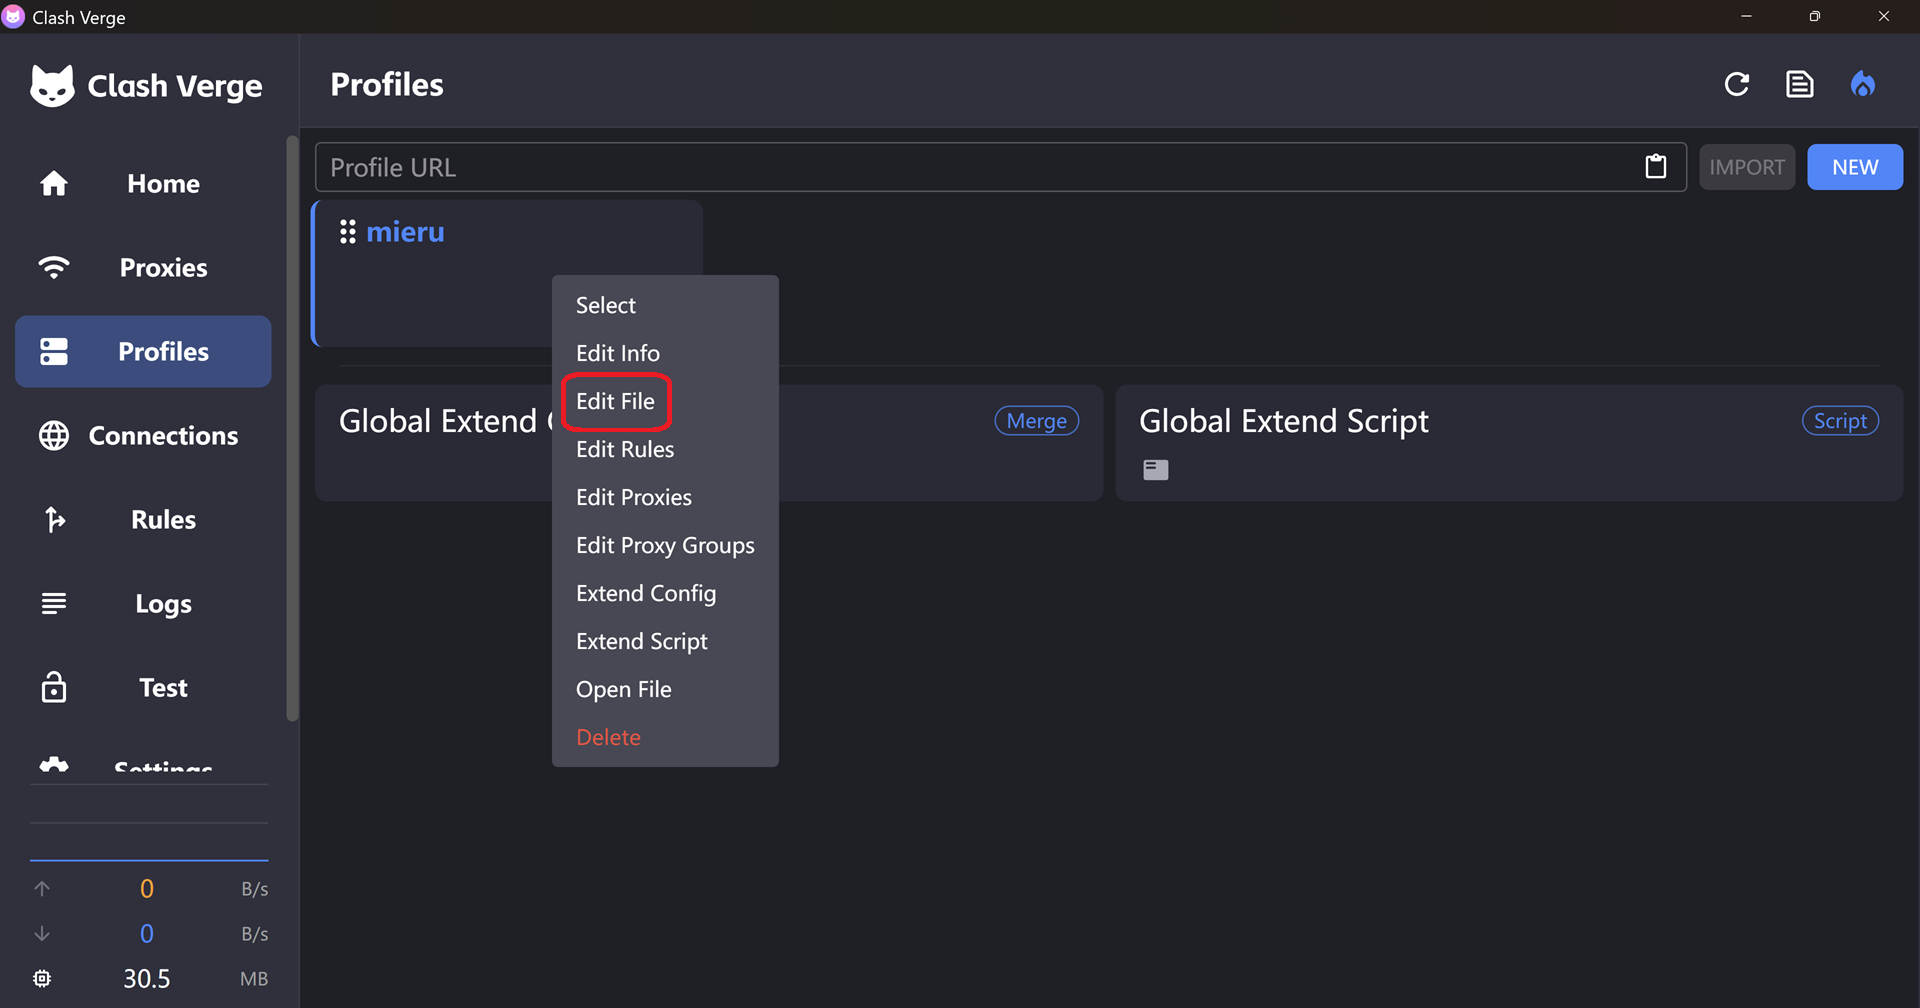 Clash Verge
Clash Verge
Home
Proxies
Profiles
Connections
Rules
Logs
Test
Settings
0 B/s
0 B/s
30.5 MB
Profiles
Profile URL
IMPORT
NEW
mieru
Select
Edit Info
Edit File
Edit Rules
Edit Proxies
Edit Proxy Groups
Extend Config
Extend Script
Open File
Delete
Global Extend
Merge
Global Extend Script
Script